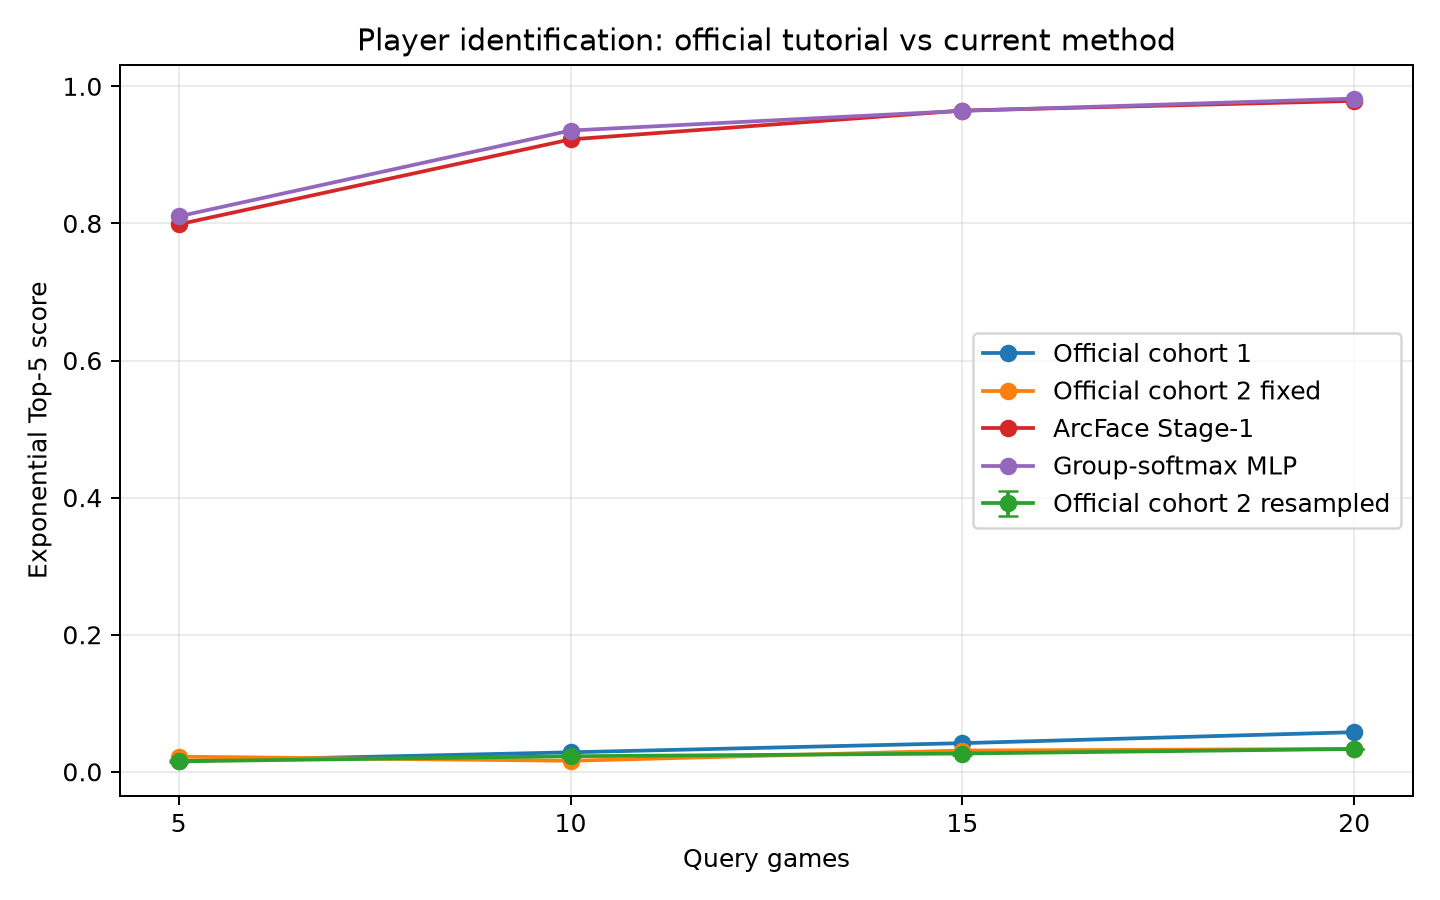 Player identification: official tutorial vs current method
Exponential Top-5 score
1.0
0.8
0.6
0.4
0.2
0.0
Official cohort 1
Official cohort 2 fixed
ArcFace Stage-1
Group-softmax MLP
Official cohort 2 resampled
5 10 15 20
Query games